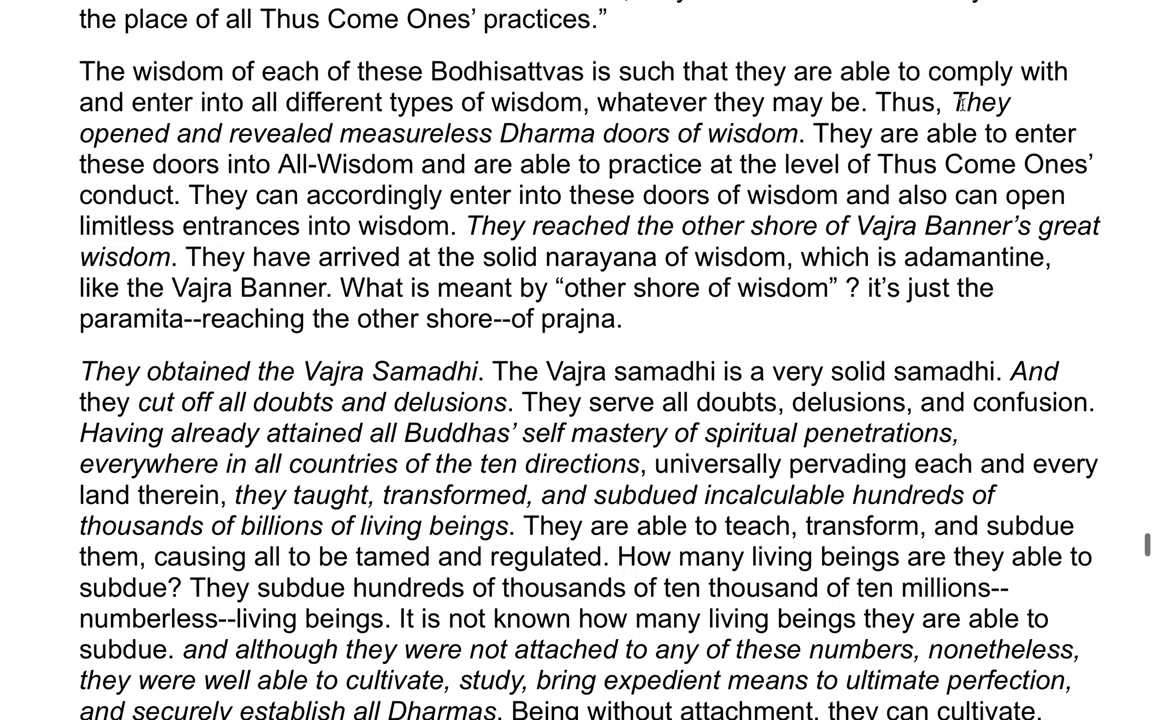 the place of all Thus Come Ones’ practices.”
The wisdom of each of these Bodhisattvas is such that they are able to comply with
and enter into all different types of wisdom, whatever they may be. Thus, They
opened and revealed measureless Dharma doors of wisdom. They are able to enter
these doors into All-Wisdom and are able to practice at the level of Thus Come Ones’
conduct. They can accordingly enter into these doors of wisdom and also can open
limitless entrances into wisdom. They reached the other shore of Vajra Banner’s great
wisdom. They have arrived at the solid narayana of wisdom, which is adamantine,
like the Vajra Banner. What is meant by “other shore of wisdom” ? it’s just the
paramita--reaching the other shore--of prajna.
They obtained the Vajra Samadhi. The Vajra samadhi is a very solid samadhi. And
they cut off all doubts and delusions. They serve all doubts, delusions, and confusion.
Having already attained all Buddhas’ self mastery of spiritual penetrations,
everywhere in all countries of the ten directions, universally pervading each and every
land therein, they taught, transformed, and subdued incalculable hundreds of
thousands of billions of living beings. They are able to teach, transform, and subdue
them, causing all to be tamed and regulated. How many living beings are they able to
subdue? They subdue hundreds of thousands of ten thousand of ten millions--
numberless--living beings. It is not known how many living beings they are able to
subdue. and although they were not attached to any of these numbers, nonetheless,
they were well able to cultivate, study, bring expedient means to ultimate perfection,
and securely establish all Dharmas. Being without attachment, they can cultivate,